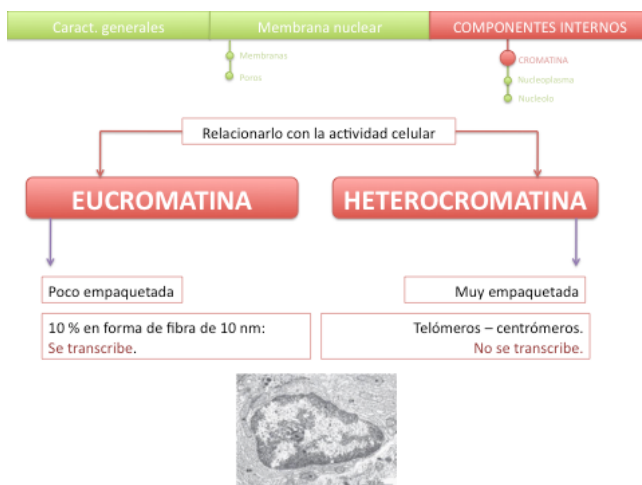 Caract. generales
Membrana nuclear
COMPONENTES INTERNOS
Membranas
Poros
CROMATINA
Nucleoplasma
Nucleolo
Relacionarlo con la actividad celular
EUCROMATINA
HETEROCROMATINA
Poco empaquetada
Muy empaquetada
10 % en forma de fibra de 10 nm:
Se transcribe.
Telómeros – centrómeros.
No se transcribe.